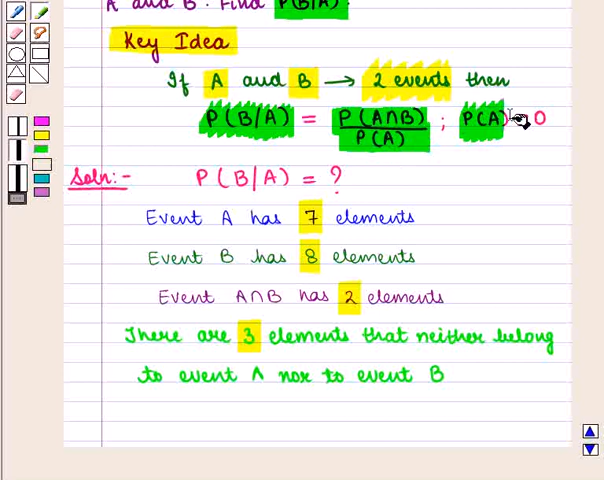 A and B. Find P(B/A).
Key Idea
If A and B → 2 events then
P(B/A) = P(A∩B) / P(A) ; P(A) 0
Soln:- P(B/A) = ?
Event A has 7 elements
Event B has 8 elements
Event A∩B has 2 elements
There are 3 elements that neither belong
to event A nor to event B